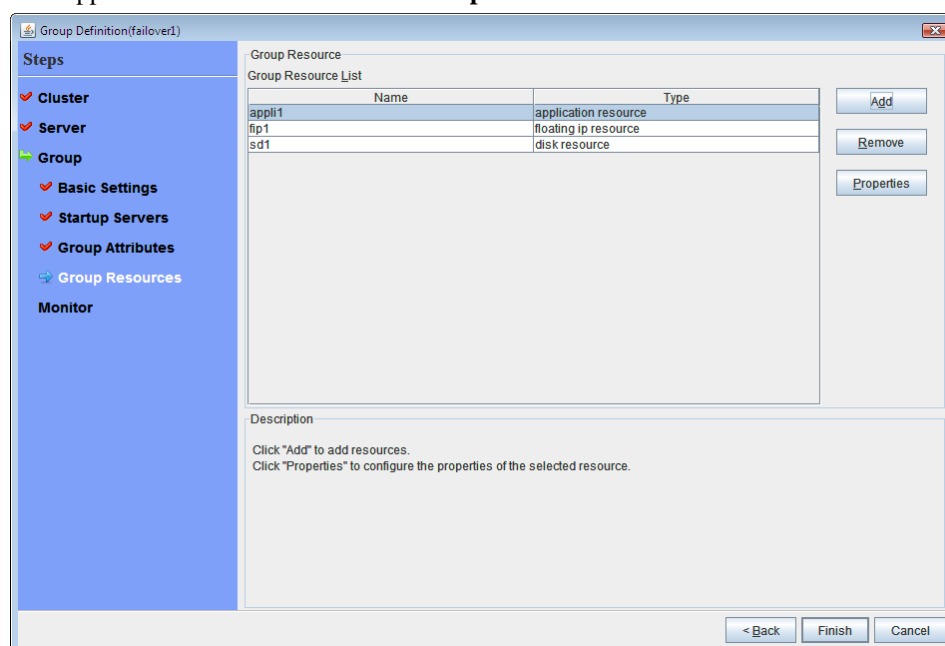 Group Definition(failover1)
Steps
Cluster
Server
Group
Basic Settings
Startup Servers
Group Attributes
Group Resources
Monitor
Group Resource
Group Resource List
Name Type
appli1 application resource
fip1 floating ip resource
sd1 disk resource
Add
Remove
Properties
Description
Click "Add" to add resources.
Click "Properties" to configure the properties of the selected resource.
< Back Finish Cancel